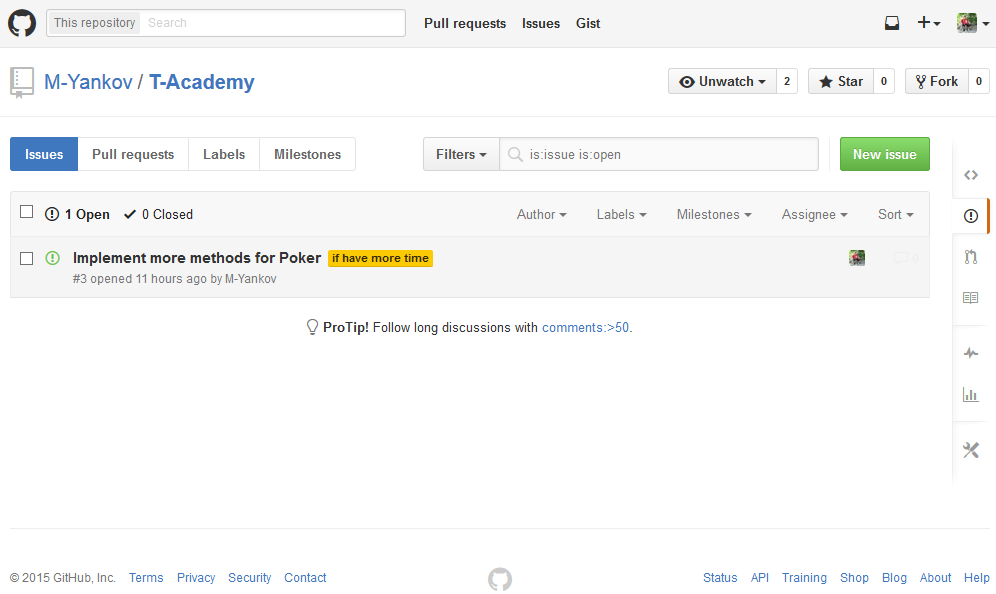 This repository Search Pull requests Issues Gist
M-Yankov / T-Academy Unwatch 2 Star 0 Fork 0
Issues Pull requests Labels Milestones Filters is:issue is:open New issue
1 Open 0 Closed Author Labels Milestones Assignee Sort
Implement more methods for Poker if have more time 0
#3 opened 11 hours ago by M-Yankov
ProTip! Follow long discussions with comments:>50.
© 2015 GitHub, Inc. Terms Privacy Security Contact Status API Training Shop Blog About Help